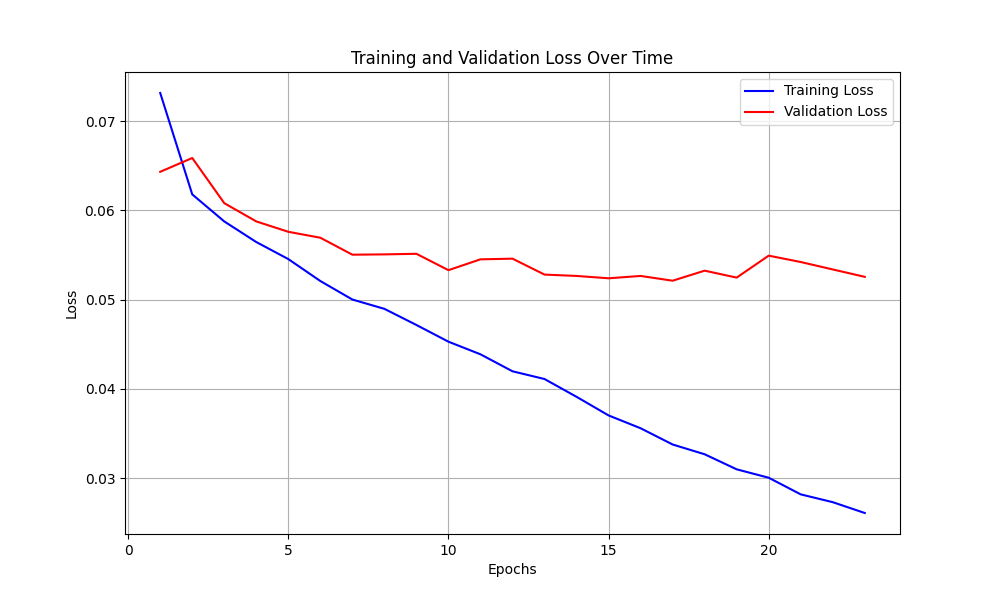 Training and Validation Loss Over Time
Training Loss
Validation Loss
Loss
0.07
0.06
0.05
0.04
0.03
0
5
10
15
20
Epochs